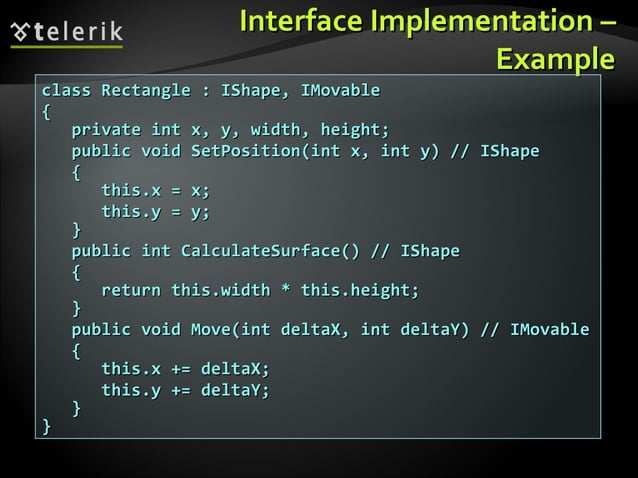 telerik
Interface Implementation –
Example
class Rectangle : IShape, IMovable
{
   private int x, y, width, height;
   public void SetPosition(int x, int y) // IShape
   {
      this.x = x;
      this.y = y;
   }
   public int CalculateSurface() // IShape
   {
      return this.width * this.height;
   }
   public void Move(int deltaX, int deltaY) // IMovable
   {
      this.x += deltaX;
      this.y += deltaY;
   }
}